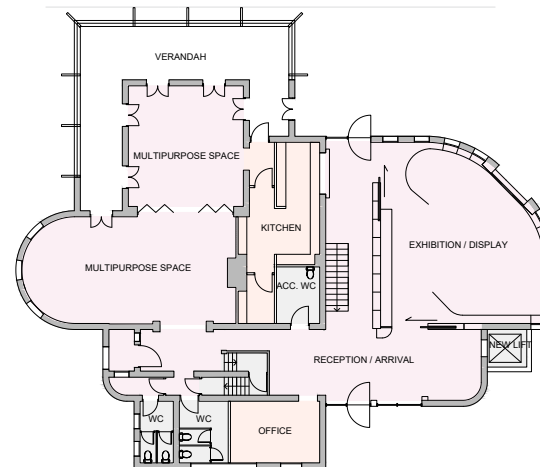 VERANDAH
MULTIPURPOSE SPACE
KITCHEN
EXHIBITION / DISPLAY
MULTIPURPOSE SPACE
ACC. WC
NEW LIFT
RECEPTION / ARRIVAL
WC
WC
OFFICE